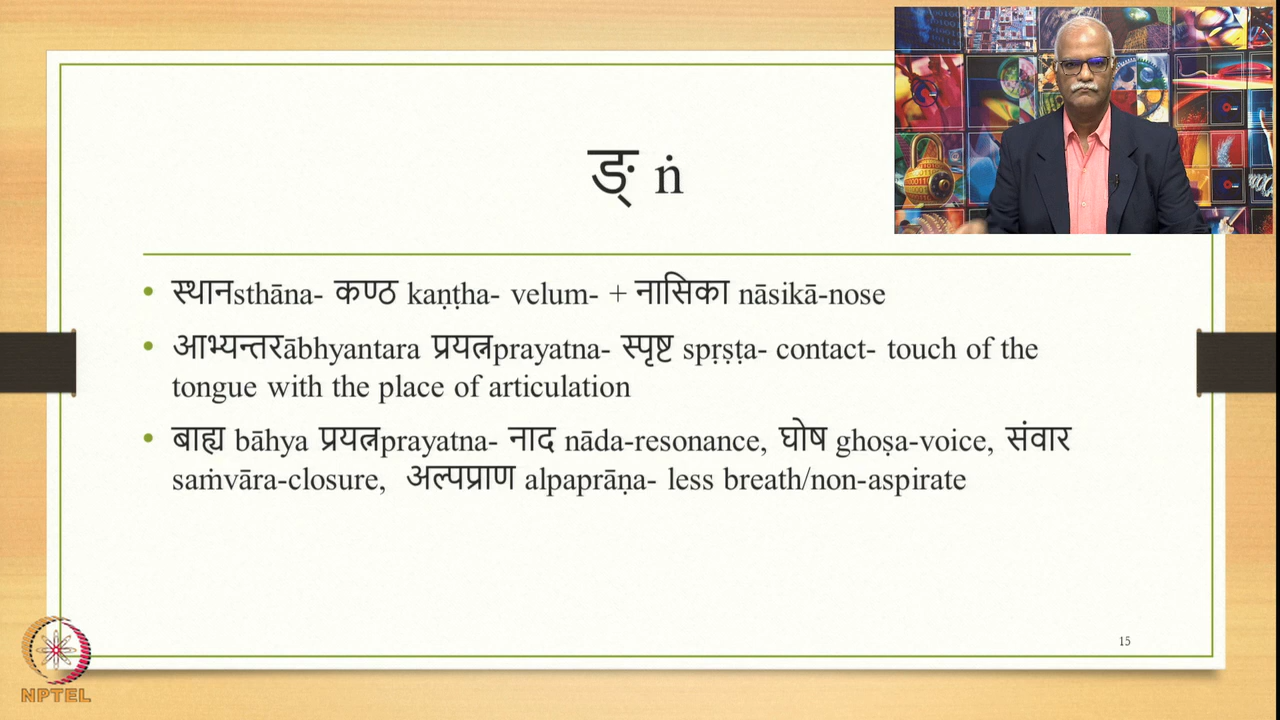 ङ् ṅ
• स्थानsthāna- कण्ठ kaṇṭha- velum- + नासिका nāsikā-nose
• आभ्यन्तरābhyantara प्रयत्नprayatna- स्पृष्ट spṛṣṭa- contact- touch of the
tongue with the place of articulation
• बाह्य bāhya प्रयत्नprayatna- नाद nāda-resonance, घोष ghoṣa-voice, संवार
saṁvāra-closure, अल्पप्राण alpaprāṇa- less breath/non-aspirate
15
NPTEL